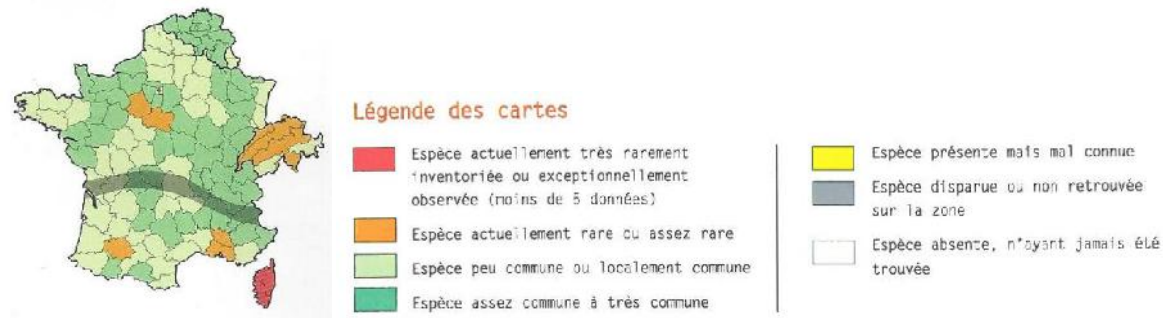 Légende des cartes
Espèce actuellement très rarement
inventoriée ou exceptionnellement
observée (moins de 5 données)
Espèce actuellement rare ou assez rare
Espèce peu commune ou localement commune
Espèce assez commune à très commune
Espèce présente mais mal connue
Espèce disparue ou non retrouvée
sur la zone
Espèce absente, n'ayant jamais été
trouvée